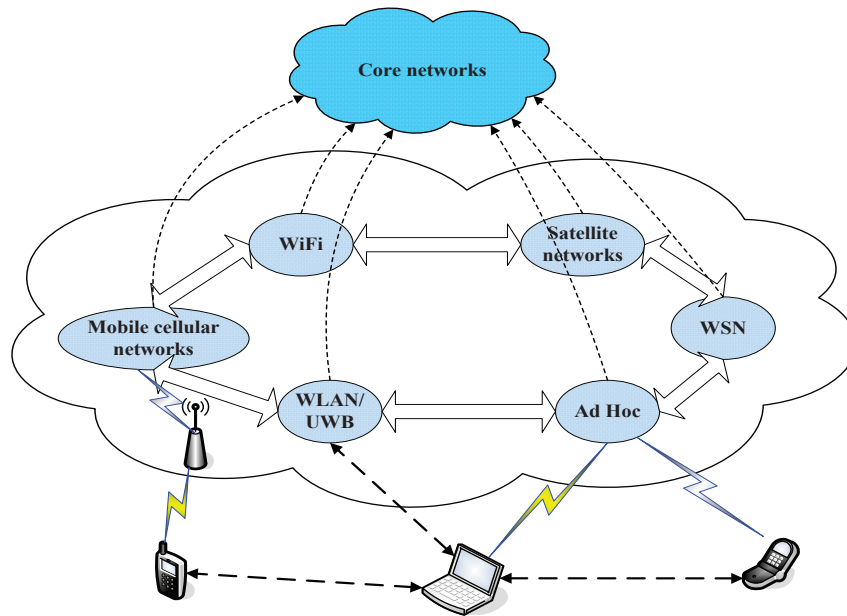 Core networks
WiFi
Satellite
networks
Mobile cellular
networks
WSN
WLAN/
UWB
Ad Hoc